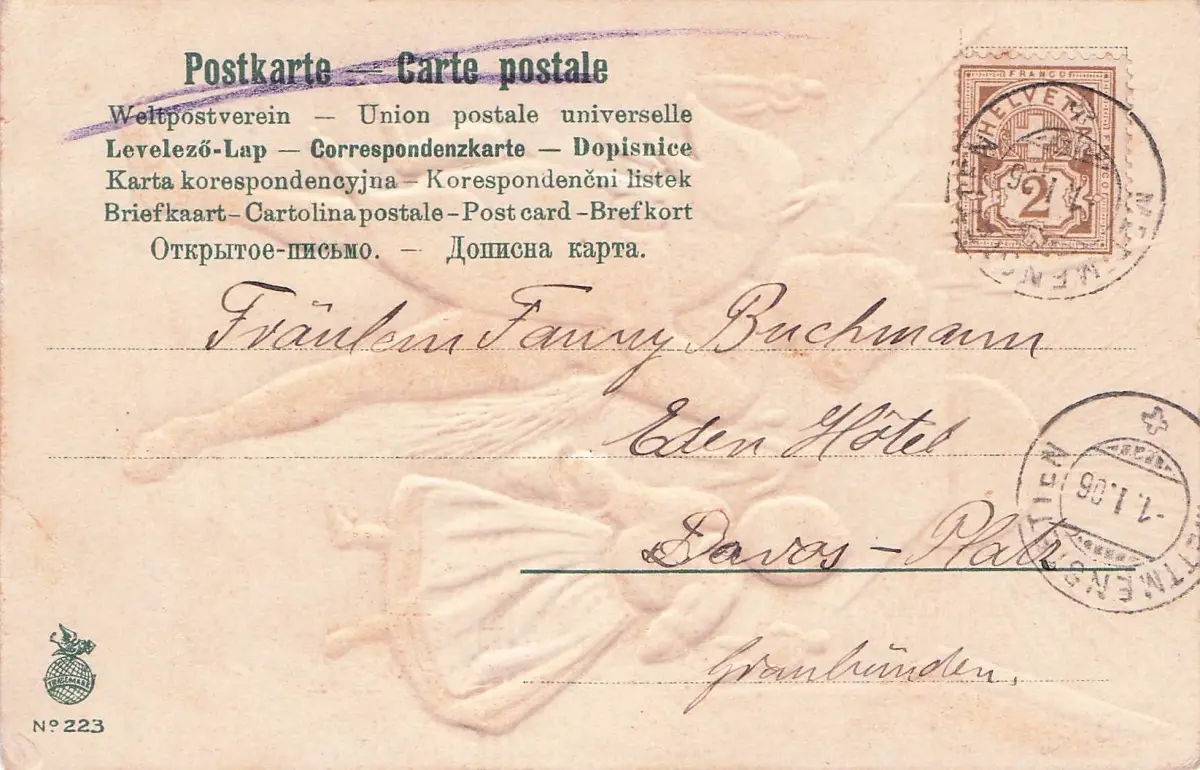 Postkarte — Carte postale
Weltpostverein — Union postale universelle
Levelező-Lap — Correspondenzkarte — Dopisnice
Karta korespondencyjna – Korespondenčni listek
Briefkaart – Cartolina postale – Post card – Brefkort
Открытое-письмо. — Дописна карта.
FRANCO
HELVETIA
2
Fräulein Fanny Buchmann
Eden Hôtel
-1.1.06
Davos - Platz
Graubünden.
No 223